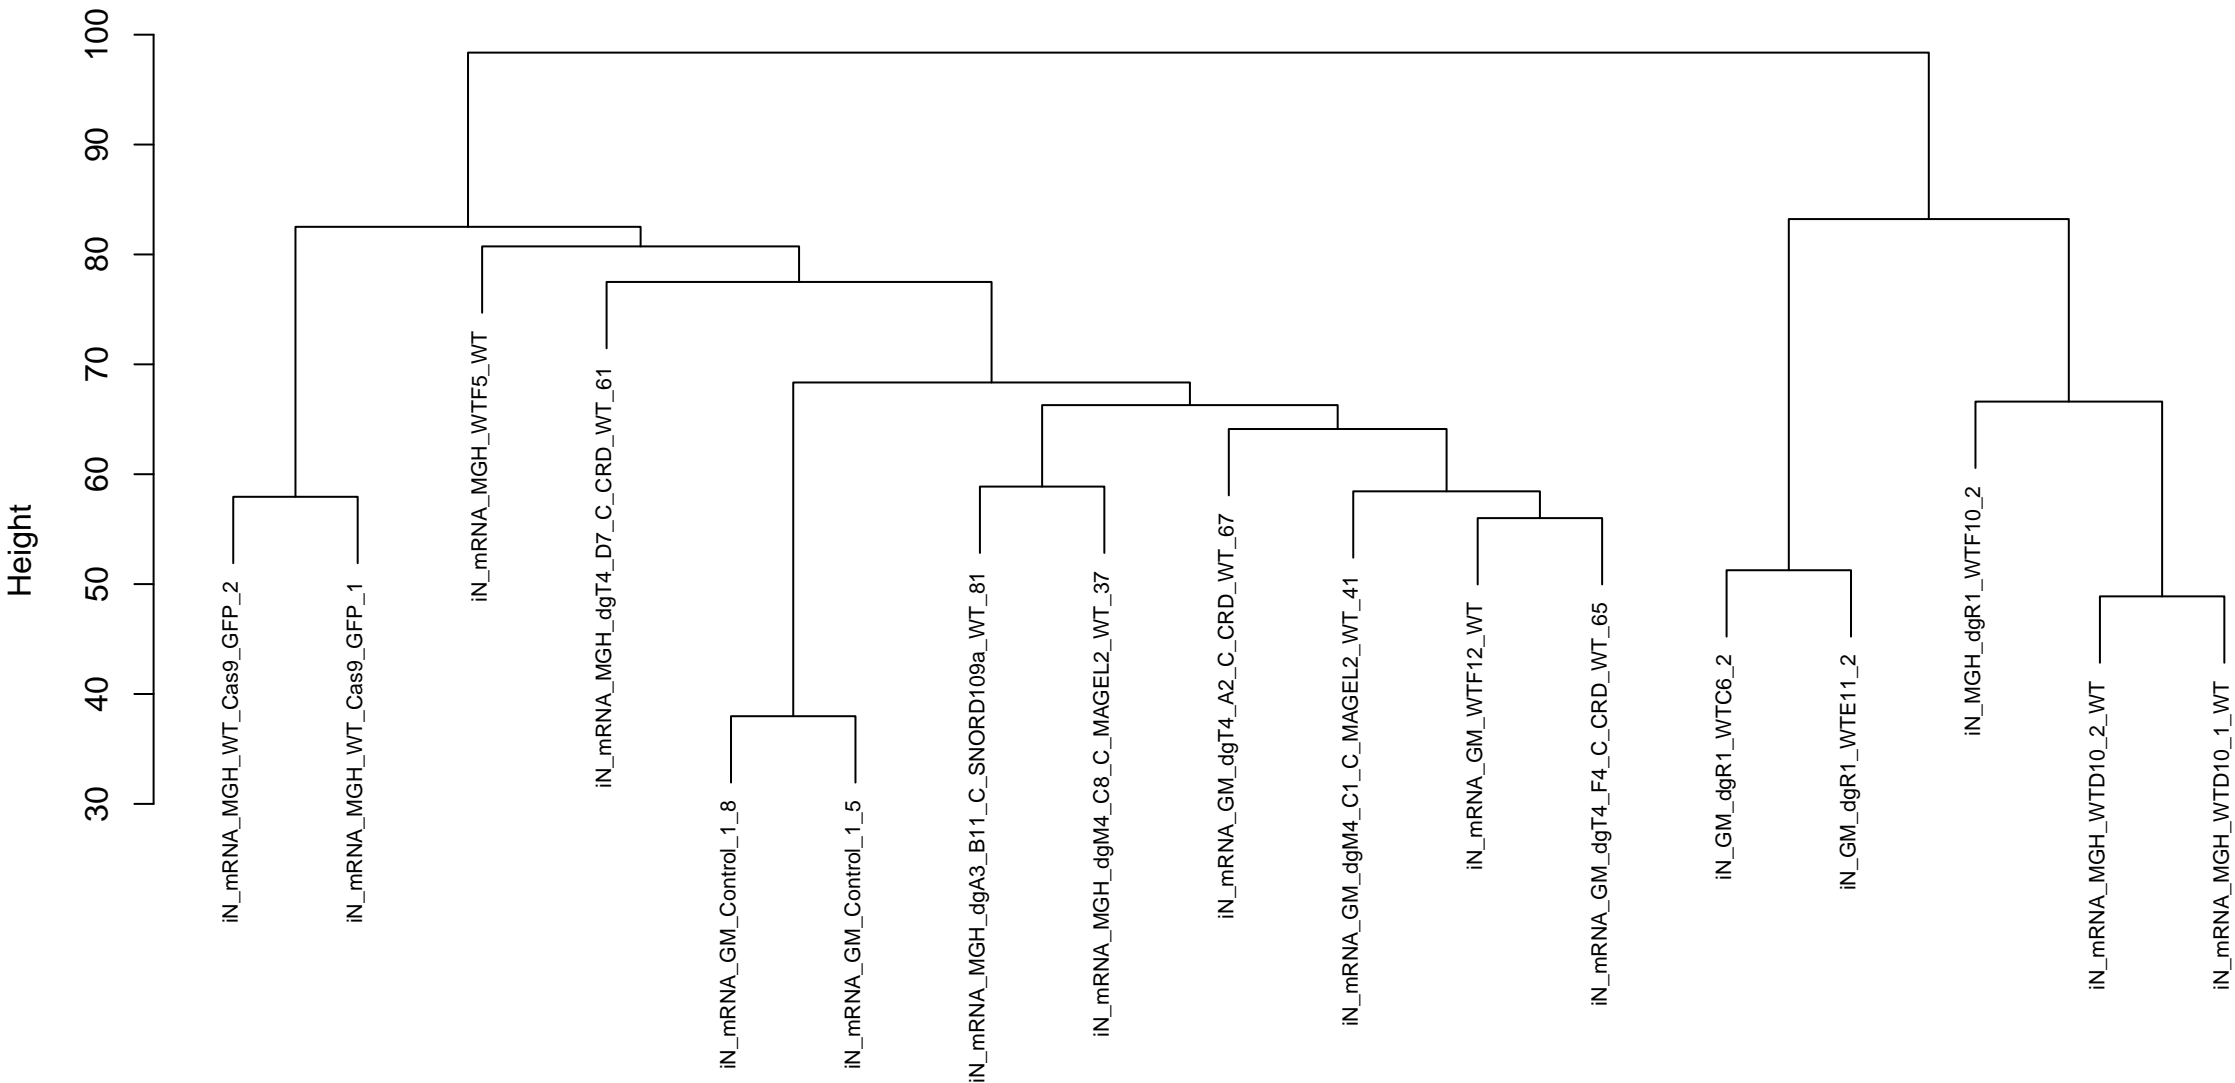 Height
100
90
80
70
60
50
40
30
iN_mRNA_MGH_WT_Cas9_GFP_2
iN_mRNA_MGH_WT_Cas9_GFP_1
iN_mRNA_MGH_WTF5_WT
iN_mRNA_MGH_dgT4_D7_C_CRD_WT_61
iN_mRNA_GM_Control_1_8
iN_mRNA_GM_Control_1_5
iN_mRNA_MGH_dgA3_B11_C_SNORD109a_WT_81
iN_mRNA_MGH_dgM4_C8_C_MAGEL2_WT_37
iN_mRNA_GM_dgT4_A2_C_CRD_WT_67
iN_mRNA_GM_dgM4_C1_C_MAGEL2_WT_41
iN_mRNA_GM_WTF12_WT
iN_mRNA_GM_dgT4_F4_C_CRD_WT_65
iN_GM_dgR1_WTC6_2
iN_GM_dgR1_WTE11_2
iN_MGH_dgR1_WTF10_2
iN_mRNA_MGH_WTD10_2_WT
iN_mRNA_MGH_WTD10_1_WT